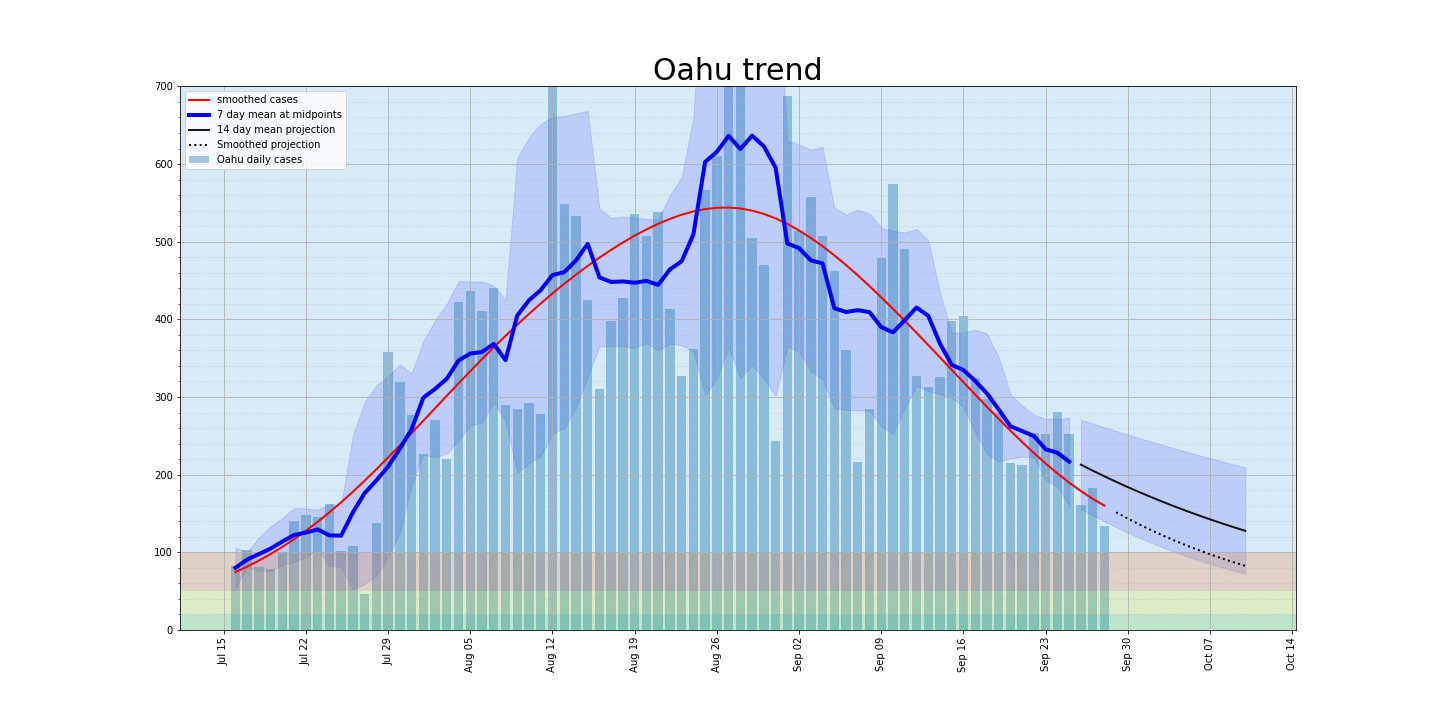 Oahu trend
700
600
500
400
300
200
100
0
smoothed cases
7 day mean at midpoints
14 day mean projection
Smoothed projection
Oahu daily cases
Jul 15
Jul 22
Jul 29
Aug 05
Aug 12
Aug 19
Aug 26
Sep 02
Sep 09
Sep 16
Sep 23
Sep 30
Oct 07
Oct 14